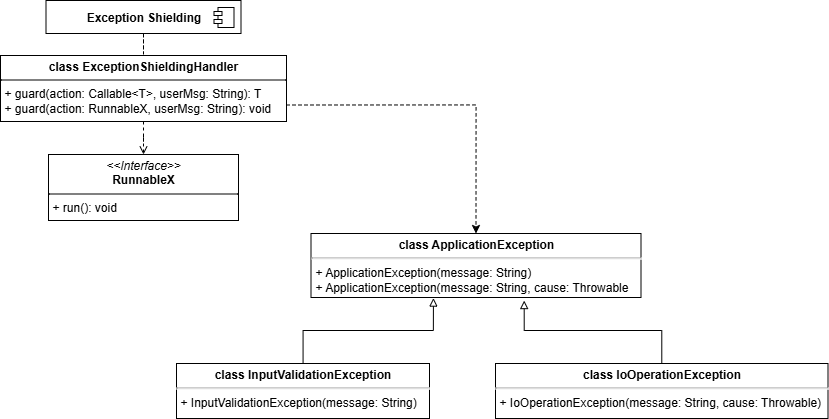 Exception Shielding
class ExceptionShieldingHandler
+ guard(action: Callable<T>, userMsg: String): T
+ guard(action: RunnableX, userMsg: String): void
<<Interface>>
RunnableX
+ run(): void
class ApplicationException
+ ApplicationException(message: String)
+ ApplicationException(message: String, cause: Throwable
class InputValidationException
+ InputValidationException(message: String)
class IoOperationException
+ IoOperationException(message: String, cause: Throwable)